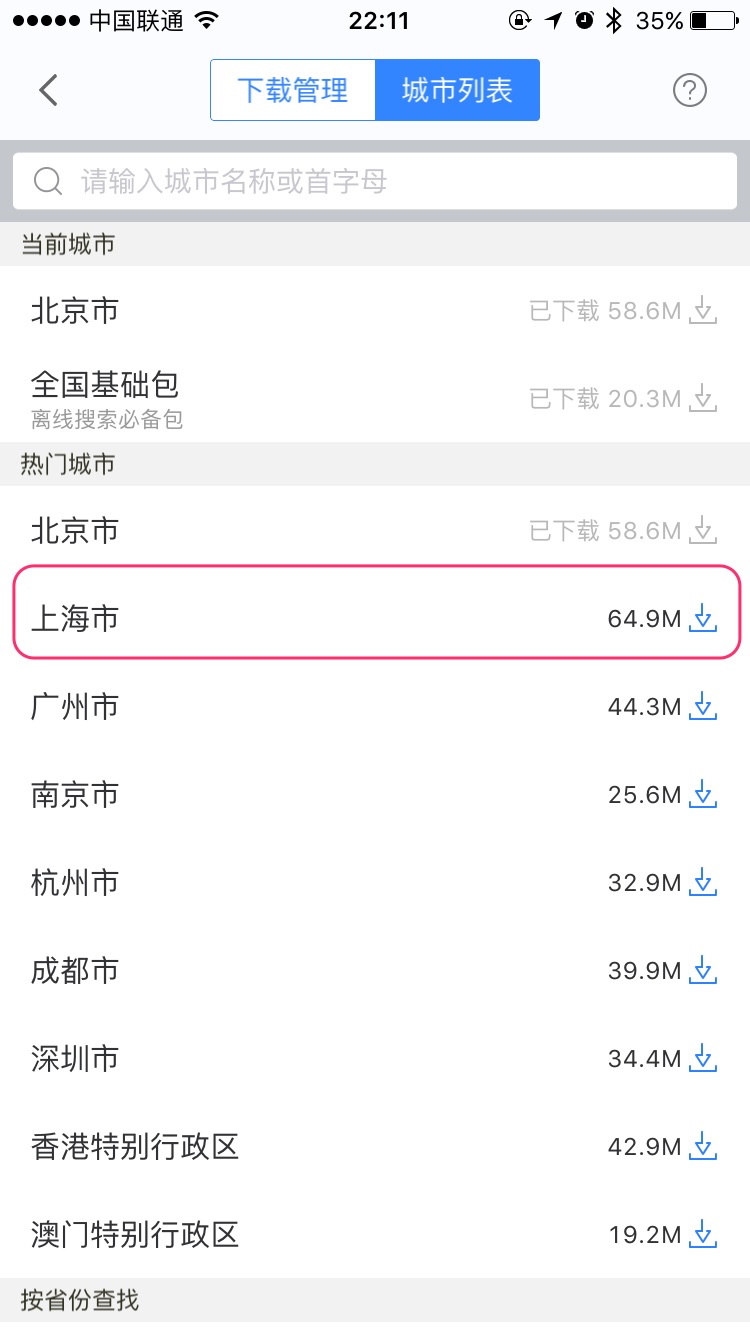 中国联通 22:11 35%
下载管理 城市列表
请输入城市名称或首字母
当前城市
北京市 已下载 58.6M
全国基础包 已下载 20.3M
离线搜索必备包
热门城市
北京市 已下载 58.6M
上海市 64.9M
广州市 44.3M
南京市 25.6M
杭州市 32.9M
成都市 39.9M
深圳市 34.4M
香港特别行政区 42.9M
澳门特别行政区 19.2M
按省份查找